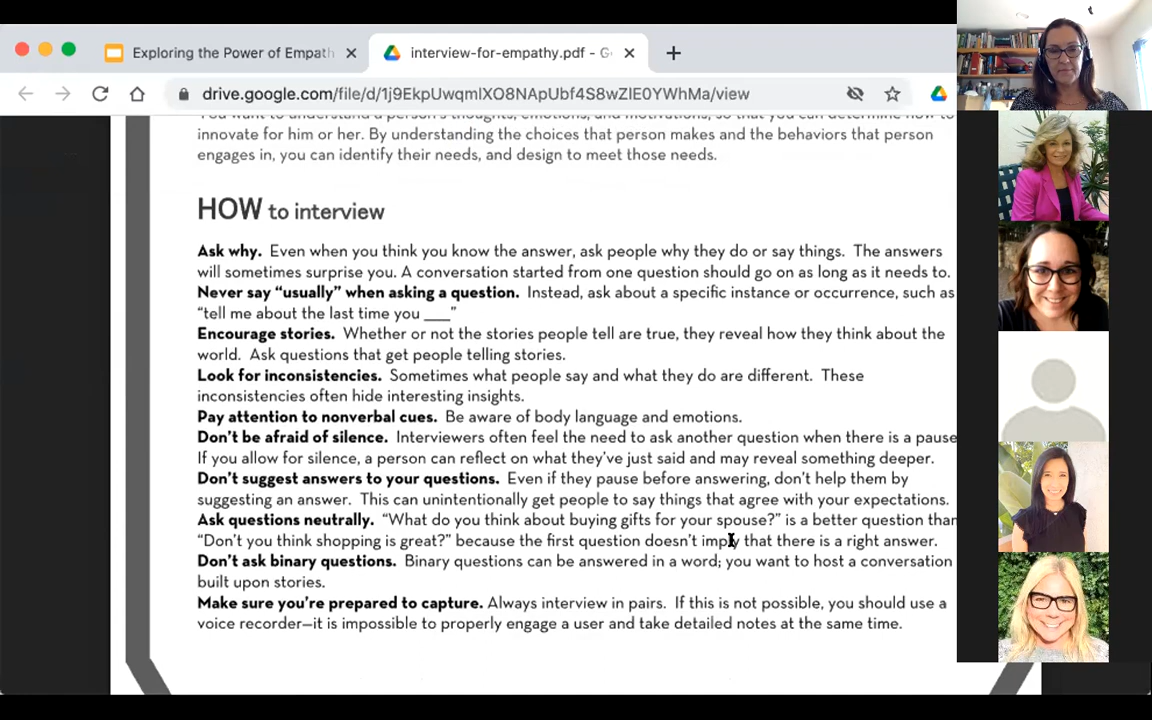 Exploring the Power of Empath
interview-for-empathy.pdf - G
drive.google.com/file/d/1j9EkpUwqmlXO8NApUbf4S8wZlE0YWhMa/view
You want to understand a person's thoughts, emotions, and motivations, so that you can determine how to
innovate for him or her. By understanding the choices that person makes and the behaviors that person
engages in, you can identify their needs, and design to meet those needs.
HOW to interview
Ask why. Even when you think you know the answer, ask people why they do or say things. The answers
will sometimes surprise you. A conversation started from one question should go on as long as it needs to.
Never say “usually” when asking a question. Instead, ask about a specific instance or occurrence, such as
“tell me about the last time you ___”
Encourage stories. Whether or not the stories people tell are true, they reveal how they think about the
world. Ask questions that get people telling stories.
Look for inconsistencies. Sometimes what people say and what they do are different. These
inconsistencies often hide interesting insights.
Pay attention to nonverbal cues. Be aware of body language and emotions.
Don’t be afraid of silence. Interviewers often feel the need to ask another question when there is a pause
If you allow for silence, a person can reflect on what they’ve just said and may reveal something deeper.
Don’t suggest answers to your questions. Even if they pause before answering, don’t help them by
suggesting an answer. This can unintentionally get people to say things that agree with your expectations.
Ask questions neutrally. “What do you think about buying gifts for your spouse?” is a better question than
“Don’t you think shopping is great?” because the first question doesn’t imply that there is a right answer.
Don’t ask binary questions. Binary questions can be answered in a word; you want to host a conversation
built upon stories.
Make sure you’re prepared to capture. Always interview in pairs. If this is not possible, you should use a
voice recorder—it is impossible to properly engage a user and take detailed notes at the same time.